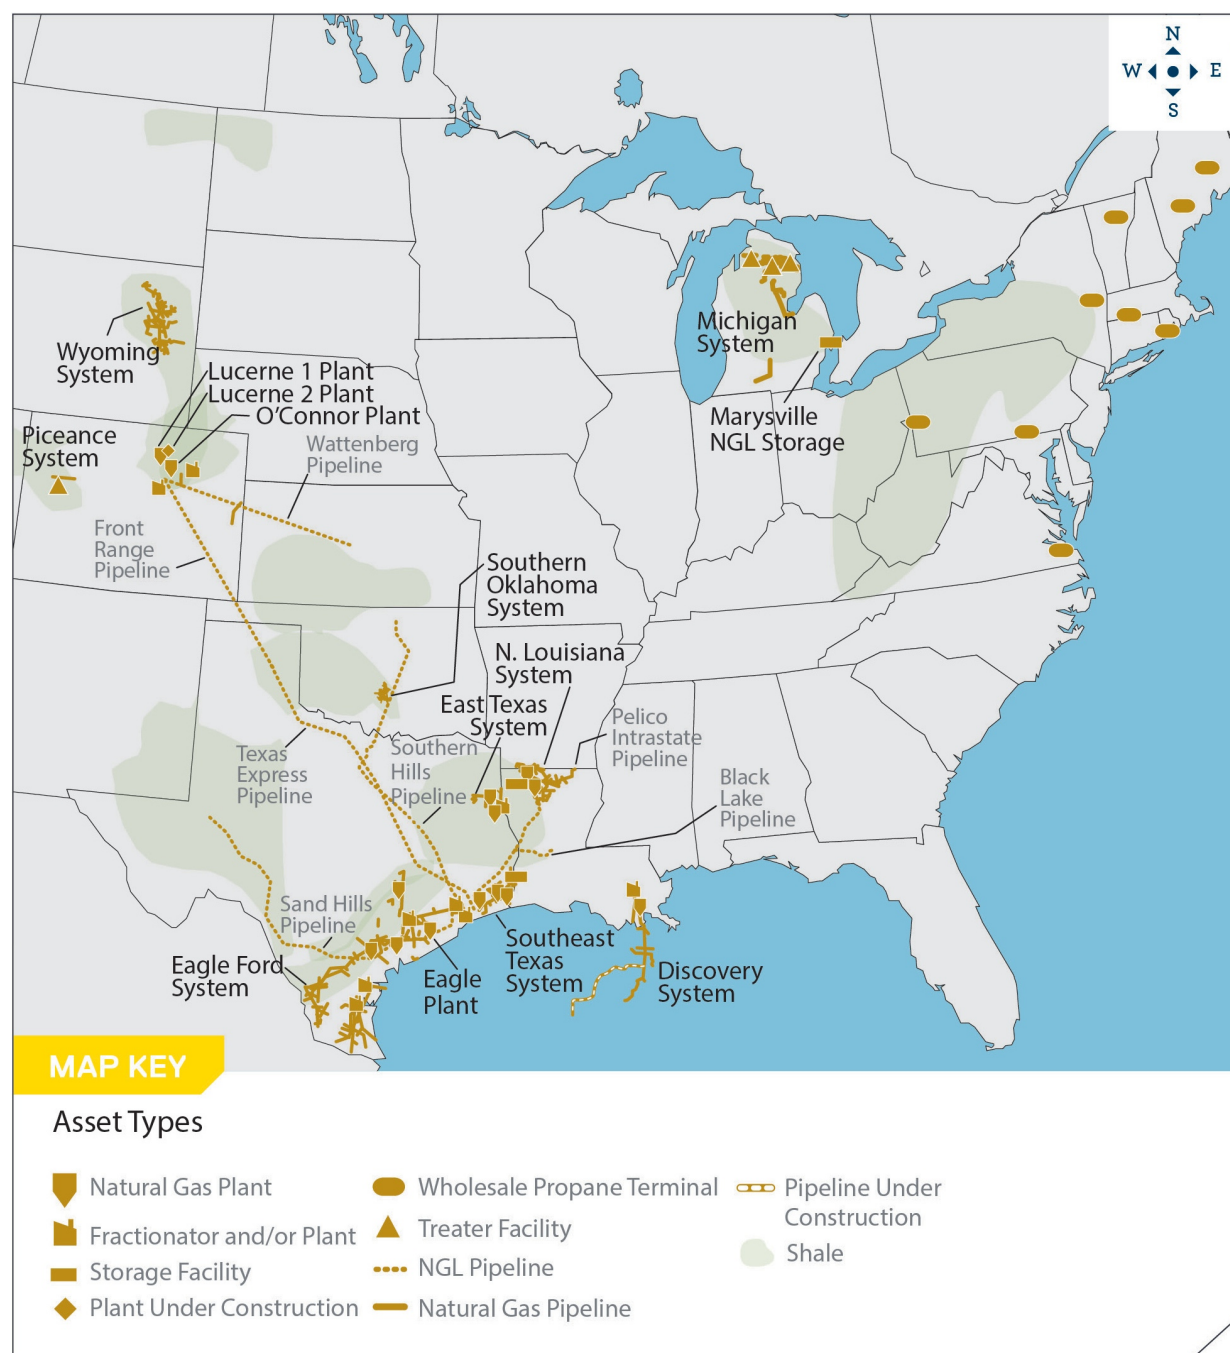 N
W E
S
Wyoming
System
Lucerne 1 Plant
Lucerne 2 Plant
O'Connor Plant
Piceance
System
Wattenberg
Pipeline
Front
Range
Pipeline
Michigan
System
Marysville
NGL Storage
Southern
Oklahoma
System
N. Louisiana
System
East Texas
System
Pelico
Intrastate
Pipeline
Texas
Express
Pipeline
Southern
Hills
Pipeline
Black
Lake
Pipeline
Sand Hills
Pipeline
Eagle Ford
System
Eagle
Plant
Southeast
Texas
System
Discovery
System
MAP KEY
Asset Types
Natural Gas Plant
Fractionator and/or Plant
Storage Facility
Plant Under Construction
Wholesale Propane Terminal
Treater Facility
NGL Pipeline
Natural Gas Pipeline
Pipeline Under
Construction
Shale